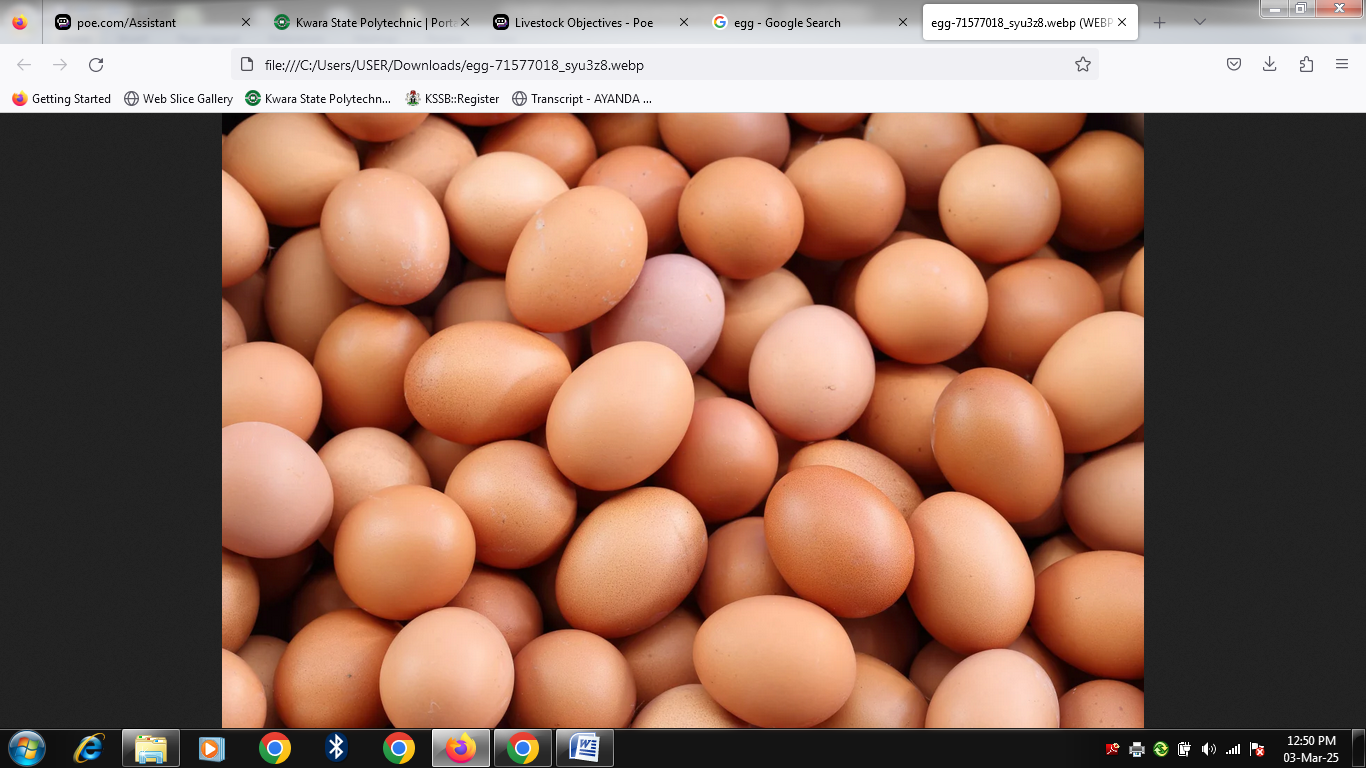 poe.com/Assistant
Kwara State Polytechnic | Porta
Livestock Objectives - Poe
egg - Google Search
egg-71577018_syu3z8.webp (WEBP
file:///C:/Users/USER/Downloads/egg-71577018_syu3z8.webp
Getting Started
Web Slice Gallery
Kwara State Polytechn...
KSSB::Register
Transcript - AYANDA ...
12:50 PM
03-Mar-25